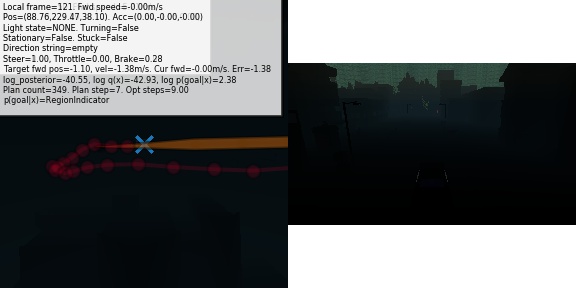 Local frame=121. Fwd speed=-0.00m/s
Pos=(88.76,229.47,38.10). Acc=(0.00,-0.00,-0.00)
Light state=NONE. Turning=False
Stationary=False. Stuck=False
Direction string=empty
Steer=1.00, Throttle=0.00, Brake=0.28
Target fwd pos=-1.10, vel=-1.38m/s. Cur fwd=-0.00m/s. Err=-1.38
log_posterior=-40.55, log q(x)=-42.93, log p(goal|x)=2.38
Plan count=349. Plan step=7. Opt steps=9.00
p(goal|x)=RegionIndicator